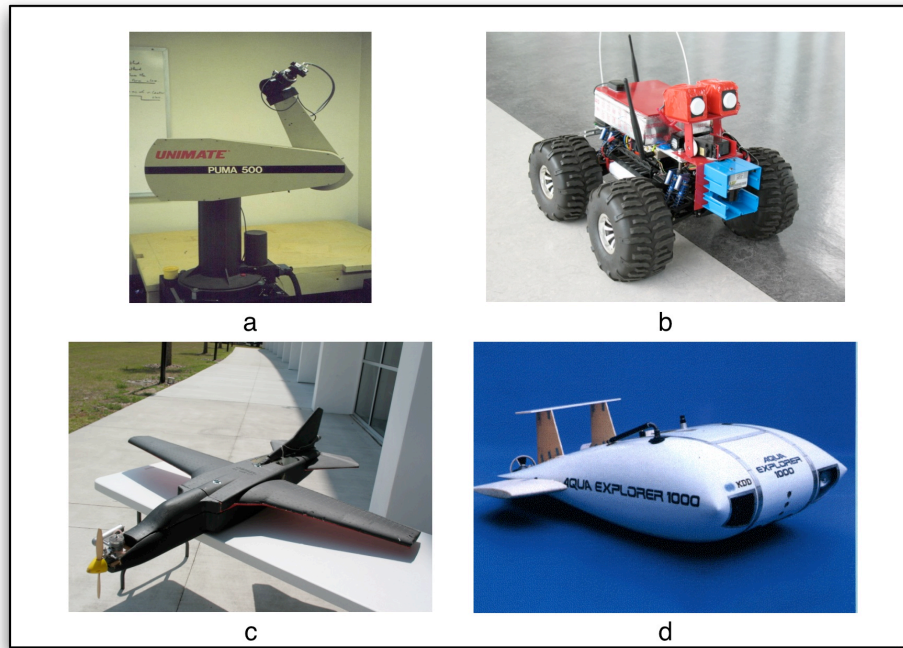 UNIMATE
PUMA 500
a
b
AQUA EXPLORER 1000
KDD
AQUA
EXPLORER
1000
c
d